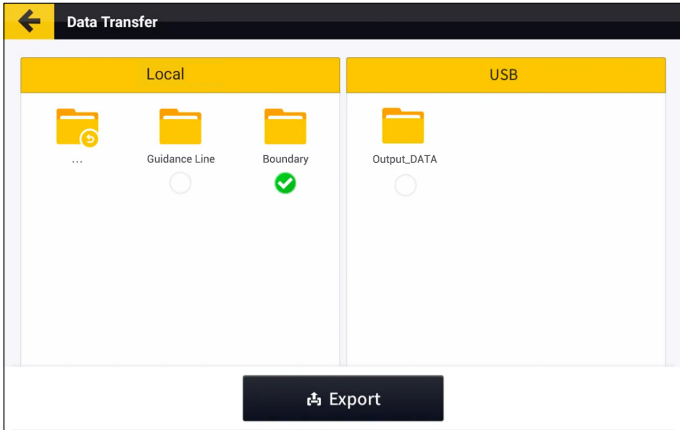 Data Transfer
Local
USB
...
Guidance Line
Boundary
Output_DATA
Export